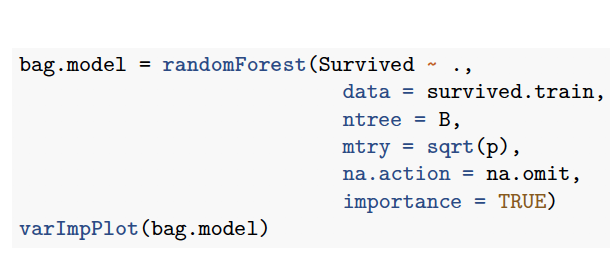 bag.model = randomForest(Survived ~ .,
data = survived.train,
ntree = B,
mtry = sqrt(p),
na.action = na.omit,
importance = TRUE)
varImpPlot(bag.model)